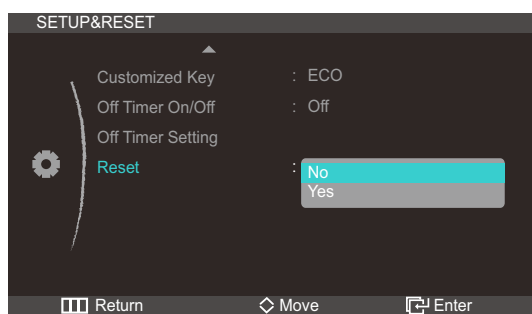 SETUP&RESET
Customized Key : ECO
Off Timer On/Off : Off
Off Timer Setting
Reset : No
Yes
Return Move Enter